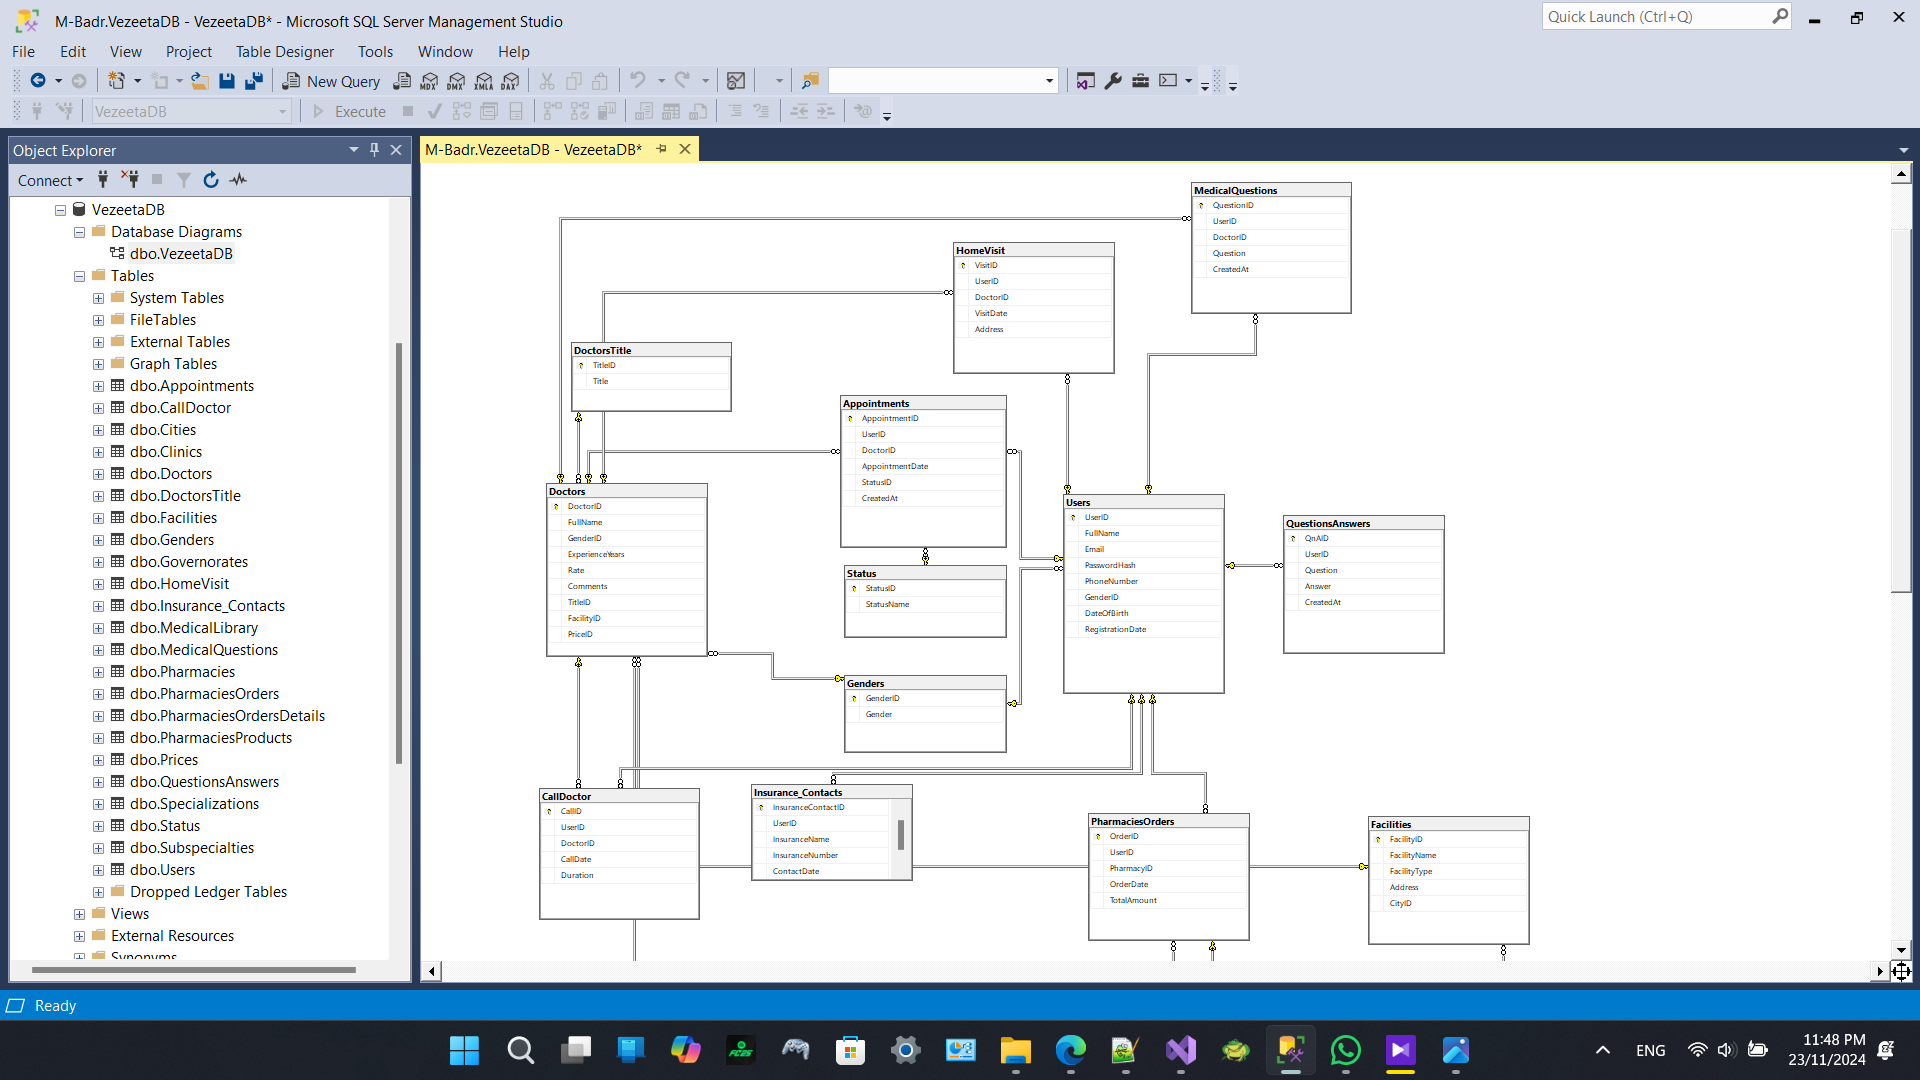 M-Badr.VezeetaDB - VezeetaDB* - Microsoft SQL Server Management Studio
Quick Launch (Ctrl+Q)
File Edit View Project Table Designer Tools Window Help
New Query MDX DMX XMLA DAX
VezeetaDB Execute
Object Explorer
Connect
VezeetaDB
Database Diagrams
dbo.VezeetaDB
Tables
System Tables
FileTables
External Tables
Graph Tables
dbo.Appointments
dbo.CallDoctor
dbo.Cities
dbo.Clinics
dbo.Doctors
dbo.DoctorsTitle
dbo.Facilities
dbo.Genders
dbo.Governorates
dbo.HomeVisit
dbo.Insurance_Contacts
dbo.MedicalLibrary
dbo.MedicalQuestions
dbo.Pharmacies
dbo.PharmaciesOrders
dbo.PharmaciesOrdersDetails
dbo.PharmaciesProducts
dbo.Prices
dbo.QuestionsAnswers
dbo.Specializations
dbo.Status
dbo.Subspecalties
dbo.Users
Dropped Ledger Tables
Views
External Resources
Synonyms
M-Badr.VezeetaDB - VezeetaDB*
MedicalQuestions
QuestionID
UserID
DoctorID
Question
CreatedAt
HomeVisit
VisitID
UserID
DoctorID
VisitDate
Address
DoctorsTitle
TitleID
Title
Appointments
AppointmentID
UserID
DoctorID
AppointmentDate
StatusID
CreatedAt
Doctors
DoctorID
FullName
GenderID
ExperienceYears
Rate
Comments
TitleID
FacilityID
PriceID
Users
UserID
FullName
Email
PasswordHash
PhoneNumber
GenderID
DateOfBirth
RegistrationDate
QuestionsAnswers
QnAID
UserID
Question
Answer
CreatedAt
Status
StatusID
StatusName
Genders
GenderID
Gender
CallDoctor
CallID
UserID
DoctorID
CallDate
Duration
Insurance_Contacts
InsuranceContactID
UserID
InsuranceName
InsuranceNumber
ContactDate
PharmaciesOrders
OrderID
UserID
PharmacyID
OrderDate
TotalAmount
Facilities
FacilityID
FacilityName
FacilityType
Address
CityID
Ready
FC25
ENG
11:48 PM
23/11/2024